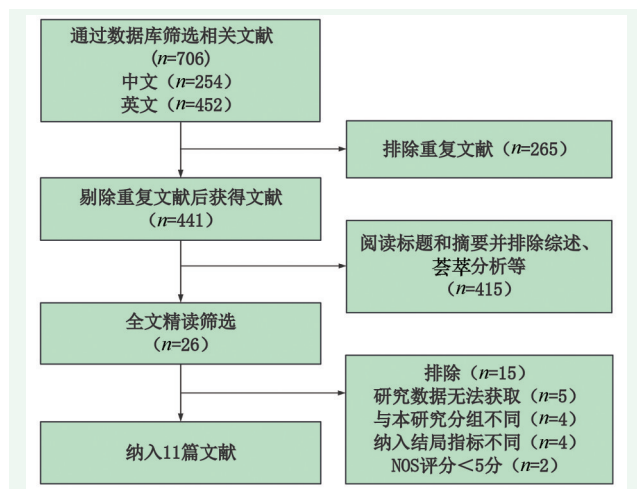 通过数据库筛选相关文献
(n=706)
中文（n=254）
英文（n=452）
排除重复文献（n=265）
剔除重复文献后获得文献
（n=441）
阅读标题和摘要并排除综述、
荟萃分析等
（n=415）
全文精读筛选
（n=26）
排除（n=15）
研究数据无法获取（n=5）
与本研究分组不同（n=4）
纳入结局指标不同（n=4）
NOS评分＜5分（n=2）
纳入11篇文献